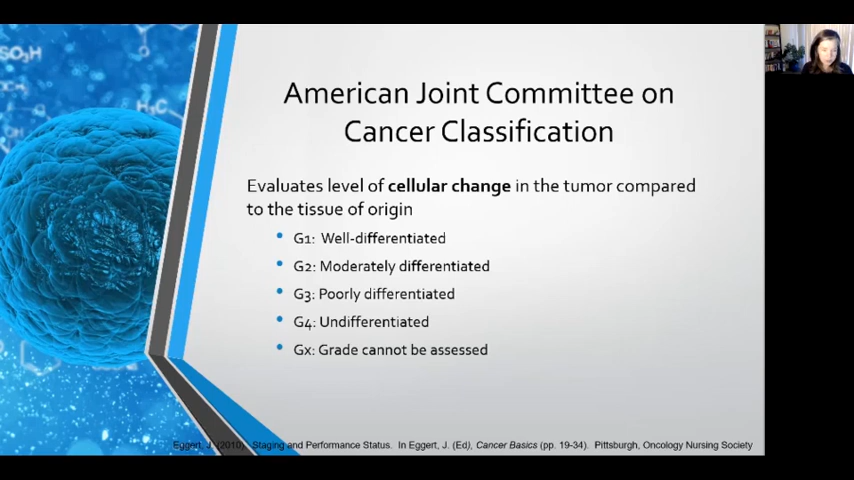 SO₃H
H₃C
American Joint Committee on
Cancer Classification
Evaluates level of cellular change in the tumor compared
to the tissue of origin
G1: Well-differentiated
G2: Moderately differentiated
G3: Poorly differentiated
G4: Undifferentiated
Gx: Grade cannot be assessed
Eggert, J. (2010). Staging and Performance Status. In Eggert, J. (Ed), Cancer Basics (pp. 19-34). Pittsburgh, Oncology Nursing Society